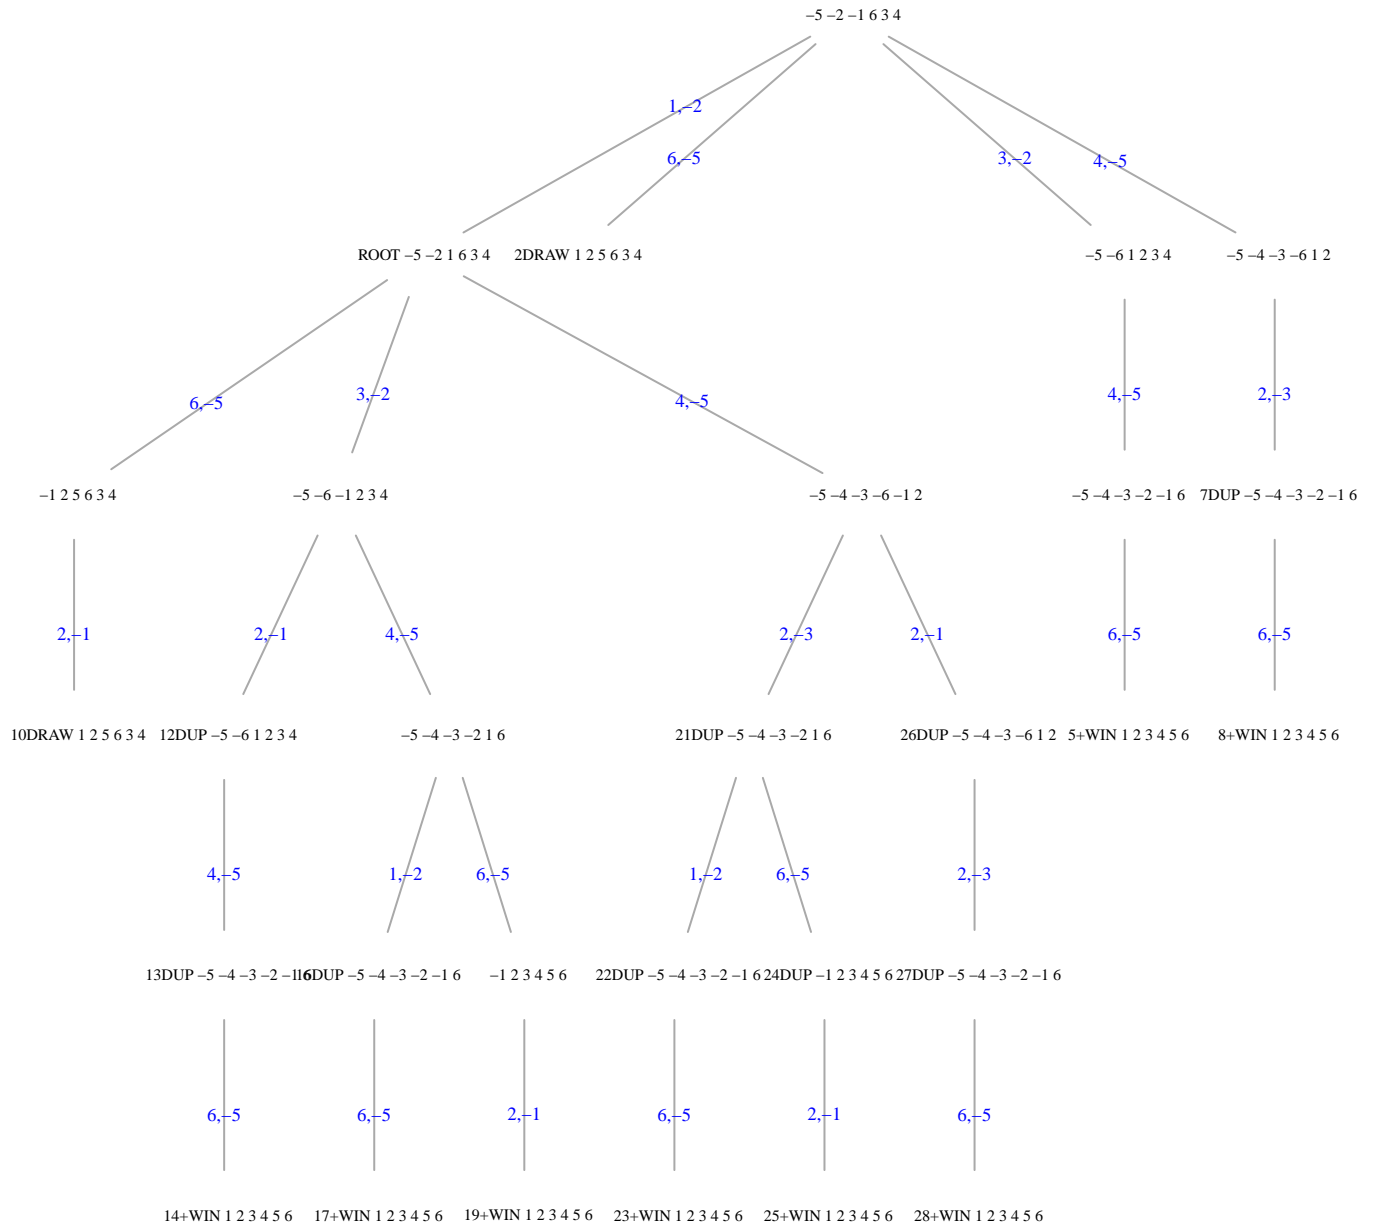 −5 −2 −1 6 3 4
1,−2
6,−5
3,−2
4,−5
ROOT −5 −2 1 6 3 4
2DRAW 1 2 5 6 3 4
−5 −6 1 2 3 4
−5 −4 −3 −6 1 2
6,−5
3,−2
4,−5
4,−5
2,−3
−1 2 5 6 3 4
−5 −6 −1 2 3 4
−5 −4 −3 −6 −1 2
−5 −4 −3 −2 −1 6
7DUP −5 −4 −3 −2 −1 6
2,−1
2,−1
4,−5
2,−3
2,−1
6,−5
6,−5
10DRAW 1 2 5 6 3 4
12DUP −5 −6 1 2 3 4
−5 −4 −3 −2 1 6
21DUP −5 −4 −3 −2 1 6
26DUP −5 −4 −3 −6 1 2
5+WIN 1 2 3 4 5 6
8+WIN 1 2 3 4 5 6
4,−5
1,−2
6,−5
1,−2
6,−5
2,−3
13DUP −5 −4 −3 −2 −1 6
16DUP −5 −4 −3 −2 −1 6
−1 2 3 4 5 6
22DUP −5 −4 −3 −2 −1 6
24DUP −1 2 3 4 5 6
27DUP −5 −4 −3 −2 −1 6
6,−5
6,−5
2,−1
6,−5
2,−1
6,−5
14+WIN 1 2 3 4 5 6
17+WIN 1 2 3 4 5 6
19+WIN 1 2 3 4 5 6
23+WIN 1 2 3 4 5 6
25+WIN 1 2 3 4 5 6
28+WIN 1 2 3 4 5 6